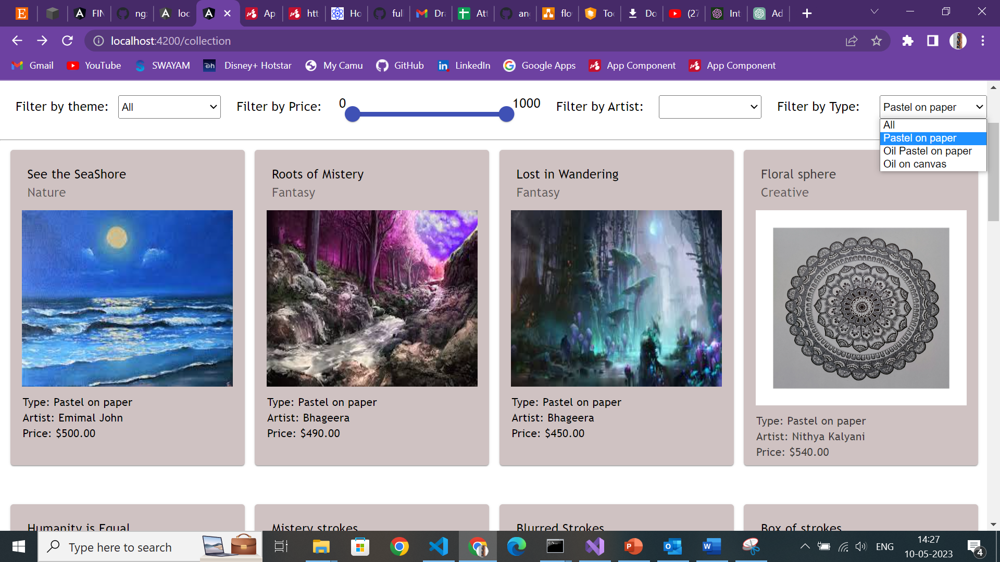 FIN
ng
loc
Ap
htt
Ho
full
Dra
Att
an
flo
Too
Do
(27
Int
Ad
localhost:4200/collection
Gmail
YouTube
SWAYAM
Disney+ Hotstar
My Camu
GitHub
LinkedIn
Google Apps
App Component
App Component
Filter by theme:
All
Filter by Price:
0
1000
Filter by Artist:
Filter by Type:
Pastel on paper
All
Pastel on paper
Oil Pastel on paper
Oil on canvas
See the SeaShore
Nature
Type: Pastel on paper
Artist: Emimal John
Price: $500.00
Roots of Mistery
Fantasy
Type: Pastel on paper
Artist: Bhageera
Price: $490.00
Lost in Wandering
Fantasy
Type: Pastel on paper
Artist: Bhageera
Price: $450.00
Floral sphere
Creative
Type: Pastel on paper
Artist: Nithya Kalyani
Price: $540.00
Humanity is Equal
Mistery strokes
Blurred Strokes
Box of strokes
Type here to search
ENG
14:27
10-05-2023
4